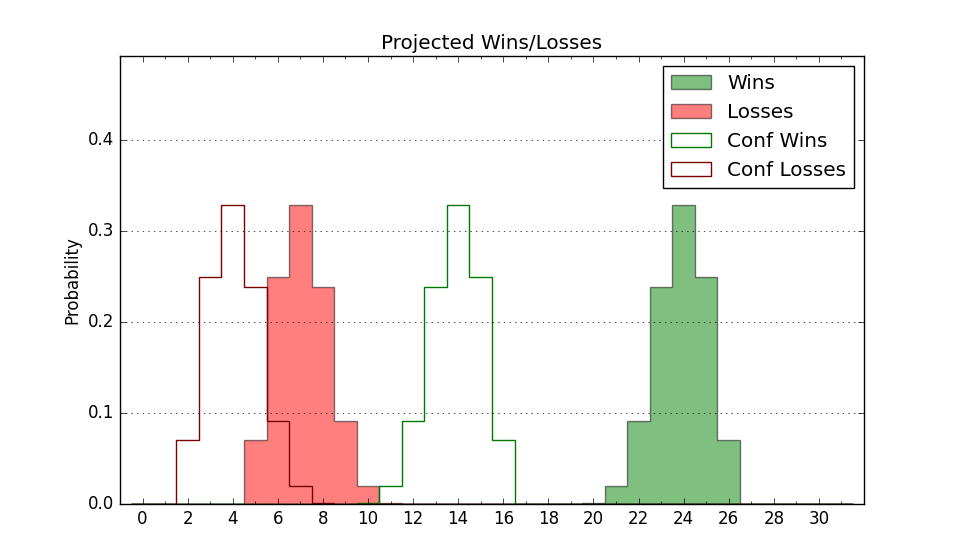 Projected Wins/Losses
Wins
Losses
Conf Wins
Conf Losses
Probability
0.4
0.3
0.2
0.1
0.0
0 2 4 6 8 10 12 14 16 18 20 22 24 26 28 30